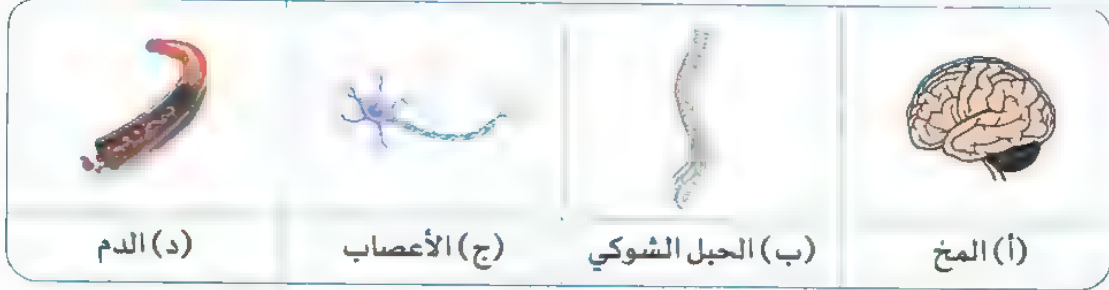 (أ) المخ
(ب) الحبل الشوكي
(ج) الأعصاب
(د) الدم